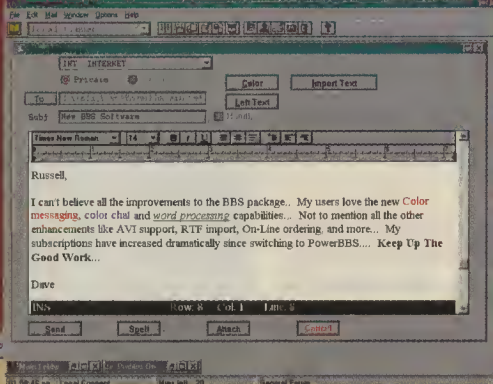 File Edit Mail Window Options Help
INT INTERNET
Private
Color
Import Text
To
Left Text
Subj New BBS Software
Times New Roman 14 B I U
Russell,
I can't believe all the improvements to the BBS package.. My users love the new Color
messaging, color chat and word processing capabilities... Not to mention all the other
enhancements like AVI support, RTF import, On-Line ordering, and more... My
subscriptions have increased dramatically since switching to PowerBBS.... Keep Up The
Good Work...
Dave
INS Row: 8 Col: 1 Line: 8
Send Spell Attach Cancel